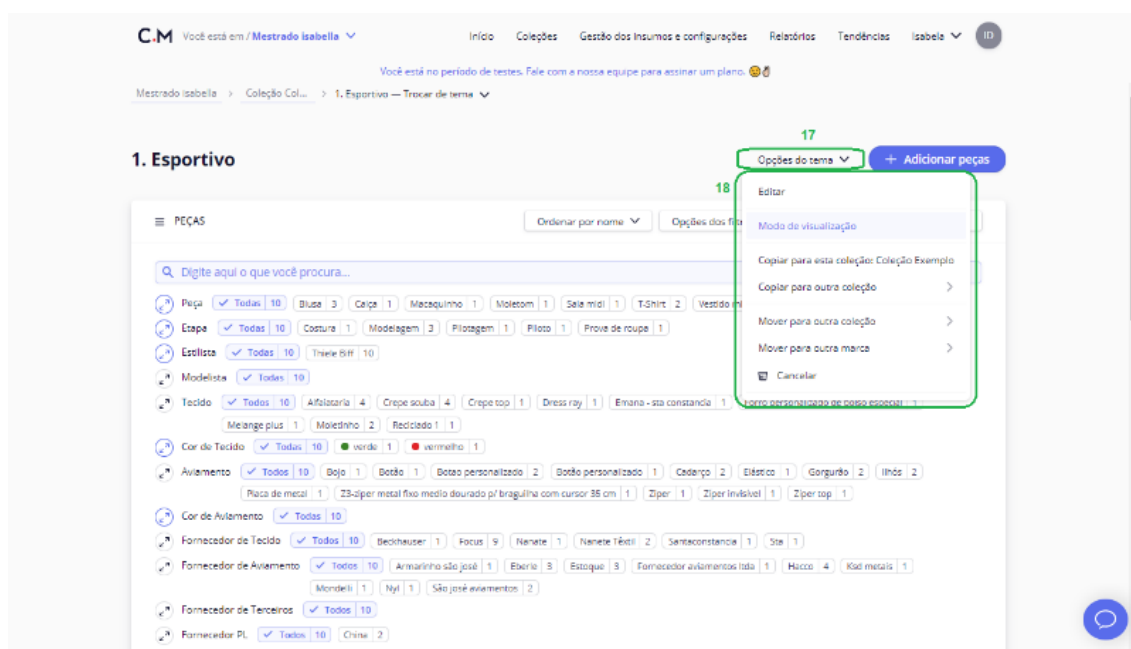 C.M Você está em / Mestrado isabella Início Coleções Gestão dos insumos e configurações Relatórios Tendências Isabela ID
Você está no período de testes. Fale com a nossa equipe para assinar um plano.
Mestrado isabella > Coleção Col... > 1. Esportivo — Trocar de tema
17
1. Esportivo Opções do tema + Adicionar peças
18
Editar
PEÇAS Ordenar por nome Opções dos filt
Modo de visualização
Copiar para esta coleção: Coleção Exemplo
Digite aqui o que você procura...
Copiar para outra coleção >
Peça Todas 10 Blusa 3 Calça 1 Macaquinho 1 Moletom 1 Saia midi 1 T-Shirt 2 Vestido mi
Mover para outra coleção >
Etapa Todas 10 Costura 1 Modelagem 3 Pilotagem 1 Piloto 1 Prova de roupa 1
Mover para outra marca >
Estilista Todas 10 Thiele Biff 10
Cancelar
Modelista Todas 10
Tecido Todos 10 Alfaiataria 4 Crepe scuba 4 Crepe top 1 Dress ray 1 Emana - sta constancia 1 Forro personalizado de bolso especial 1
Melange plus 1 Moletinho 2 Reciclado 1 1
Cor de Tecido Todas 10 verde 1 vermelho 1
Aviamento Todos 10 Bojo 1 Botão 1 Botao personalizado 2 Botão personalizado 1 Cadarço 2 Elástico 1 Gorgurão 2 Ilhós 2
Placa de metal 1 Z3-ziper metal fixo medio dourado p/ braguilha com cursor 35 cm 1 Ziper 1 Ziper invisível 1 Ziper top 1
Cor de Aviamento Todas 10
Fornecedor de Tecido Todos 10 Beckhauser 1 Focus 9 Nanate 1 Nanete Têxtil 2 Santaconstancia 1 Sta 1
Fornecedor de Aviamento Todos 10 Armarinho são josé 1 Eberle 3 Estoque 3 Fornecedor aviamentos ltda 1 Hacco 4 Ksd metais 1
Mondelli 1 Nyl 1 São josé aviamentos 2
Fornecedor de Terceiros Todos 10
Fornecedor PL Todos 10 China 2